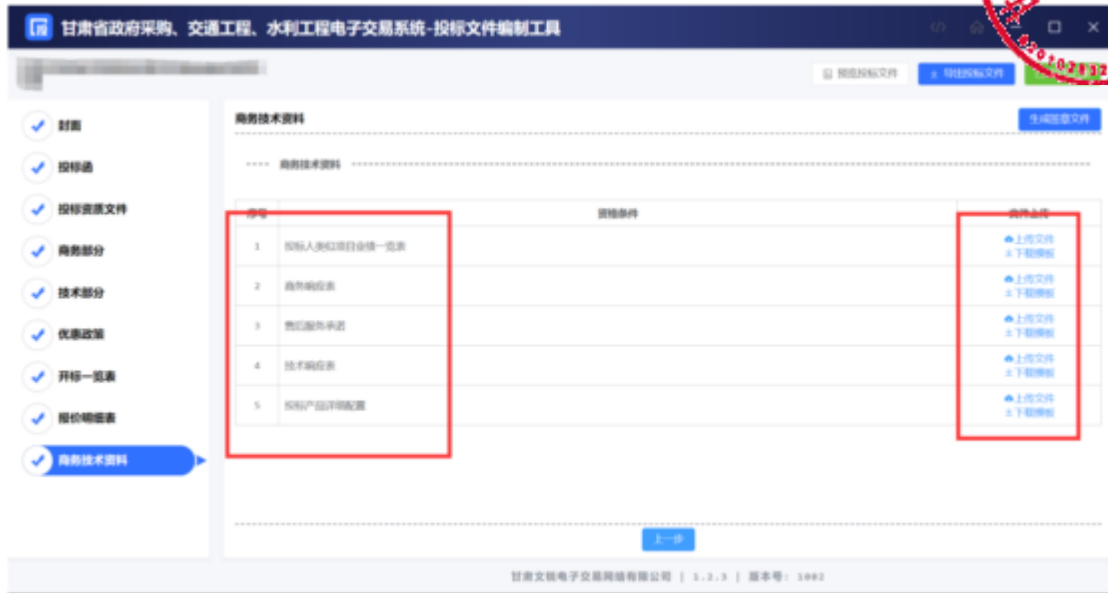 甘肃省政府采购、交通工程、水利工程电子交易系统-投标文件编制工具
预览投标文件
导出投标文件
封面
投标函
投标资质文件
商务部分
技术部分
优惠政策
开标一览表
报价明细表
商务技术资料
商务技术资料
生成签章文件
商务技术资料
序号 资格条件 文件上传
1 投标人类似项目业绩一览表 上传文件
下载模板
2 商务响应表 上传文件
下载模板
3 售后服务承诺 上传文件
下载模板
4 技术响应表 上传文件
下载模板
5 投标产品详细配置 上传文件
下载模板
上一步
甘肃文锐电子交易网络有限公司 | 1.2.3 | 版本号: 1002